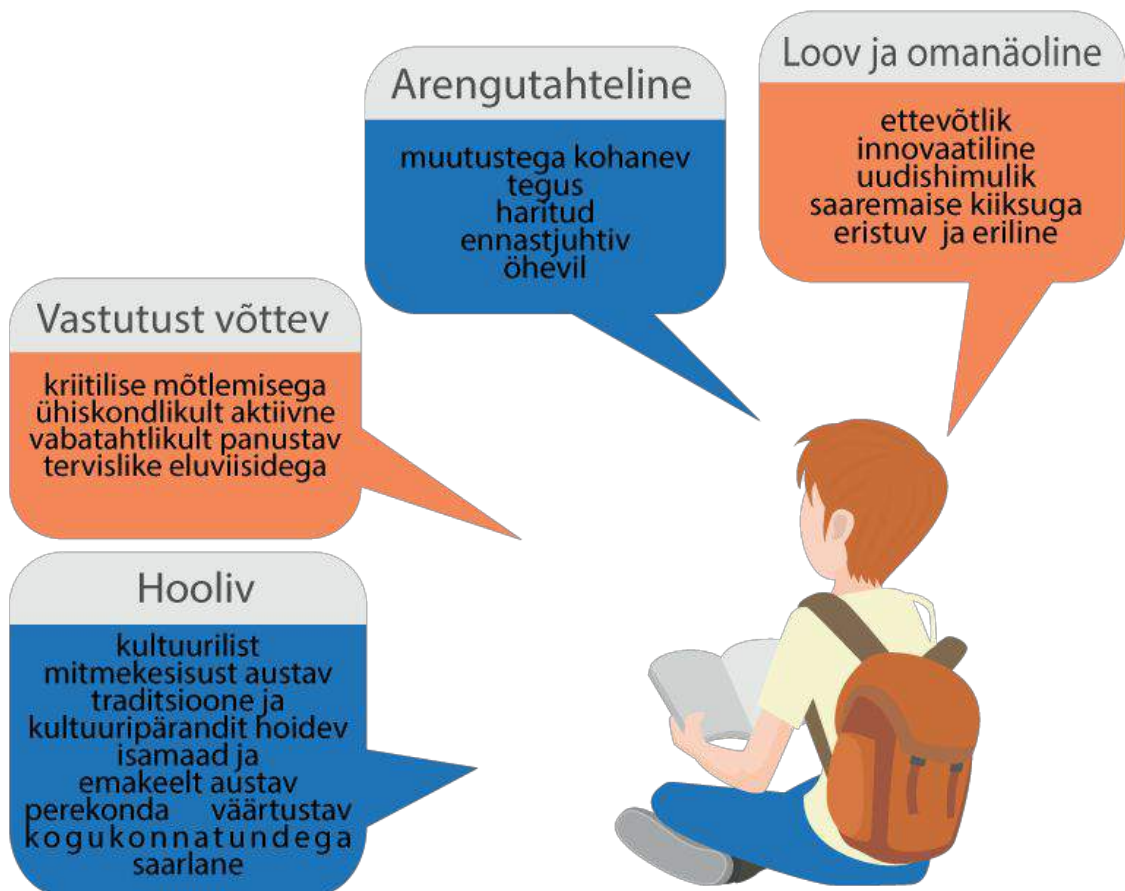 Loov ja omanäoline
ettevõtlik
innovaatiline
uudishimulik
saaremaise kiiksuga
eristuv ja eriline
Arengutahteline
muutustega kohanev
tegus
haritud
ennastjuhtiv
öhevil
Vastutust võttev
kriitilise mõtlemisega
ühiskondlikult aktiivne
vabatahtlikult panustav
tervislike eluviisidega
Hooliv
kultuurilist
mitmekesisust austav
traditsioone ja
kultuuripärandit hoidev
isamaad ja
emakeelt austav
perekonda väärtustav
kogukonnatundega
saarlane